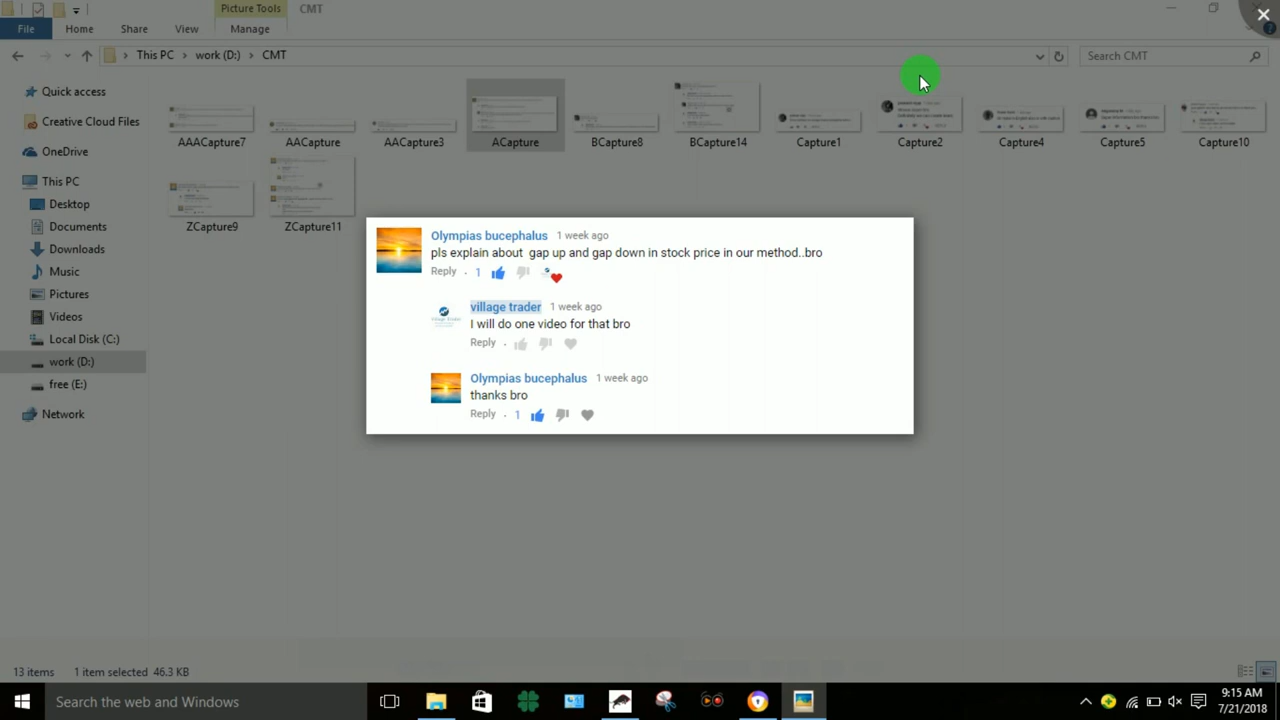 Picture Tools
CMT
File
Home
Share
View
Manage
This PC
work (D:)
CMT
Search CMT
Quick access
Creative Cloud Files
OneDrive
This PC
Desktop
Documents
Downloads
Music
Pictures
Videos
Local Disk (C:)
work (D:)
free (E:)
Network
AAACapture7
AACapture
AACapture3
ACapture
BCapture8
BCapture14
Capture1
Capture2
Capture4
Capture5
Capture10
ZCapture9
ZCapture11
Olympias bucephalus 1 week ago
pls explain about gap up and gap down in stock price in our method..bro
Reply . 1
village trader 1 week ago
I will do one video for that bro
Reply .
Olympias bucephalus 1 week ago
thanks bro
Reply . 1
13 items 1 item selected 46.3 KB
Search the web and Windows
9:15 AM
7/21/2018